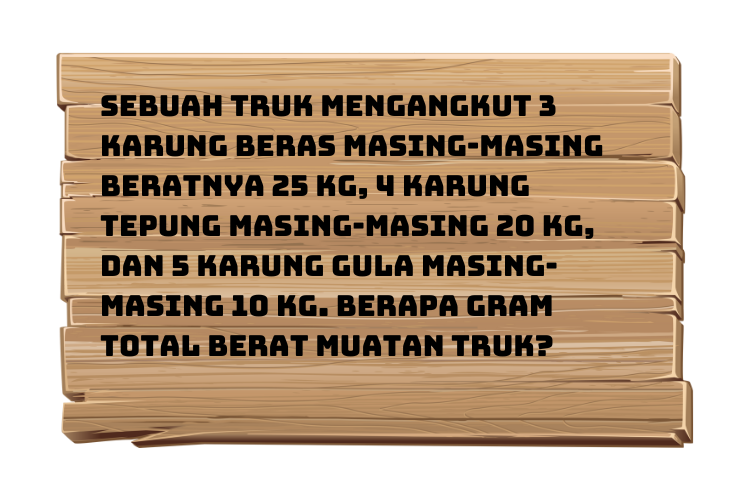 SEBUAH TRUK MENGANGKUT 3
KARUNG BERAS MASING-MASING
BERATNYA 25 KG, 4 KARUNG
TEPUNG MASING-MASING 20 KG,
DAN 5 KARUNG GULA MASING-
MASING 10 KG. BERAPA GRAM
TOTAL BERAT MUATAN TRUK?